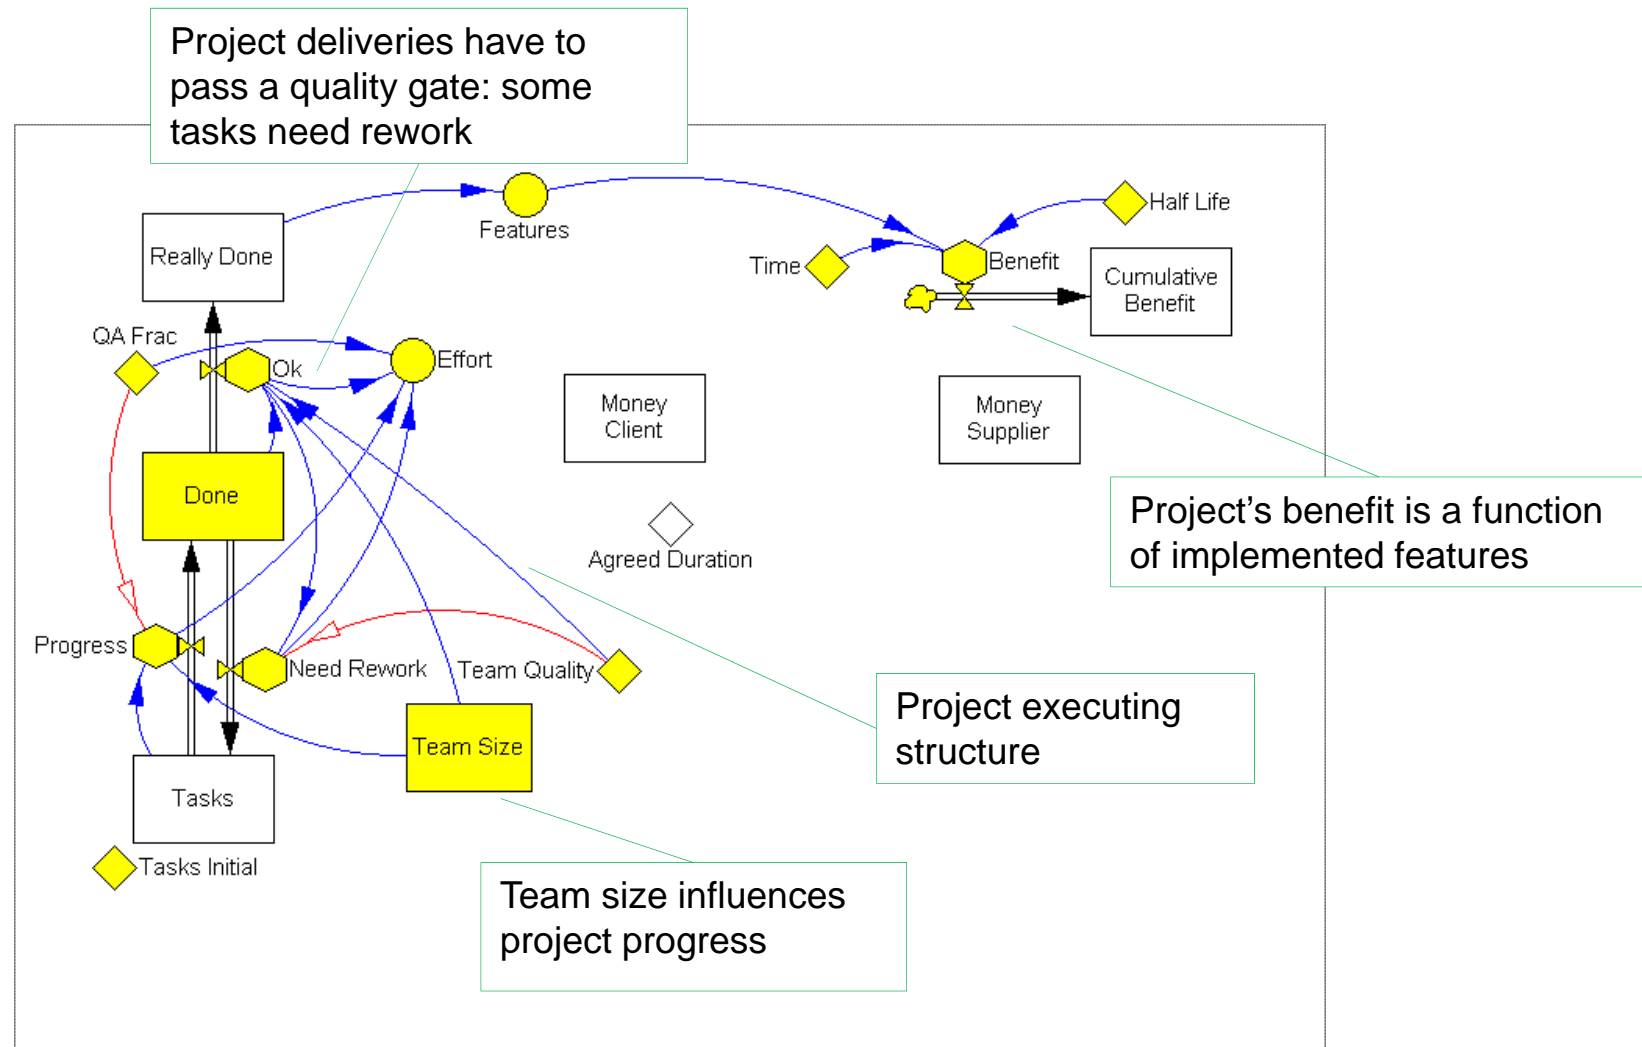 Project deliveries have to
pass a quality gate: some
tasks need rework
Features
Half Life
Really Done
Time
Benefit
Cumulative
Benefit
QA Frac
Ok
Effort
Money
Client
Money
Supplier
Done
Agreed Duration
Project’s benefit is a function
of implemented features
Progress
Need Rework
Team Quality
Project executing
structure
Team Size
Tasks
Tasks Initial
Team size influences
project progress